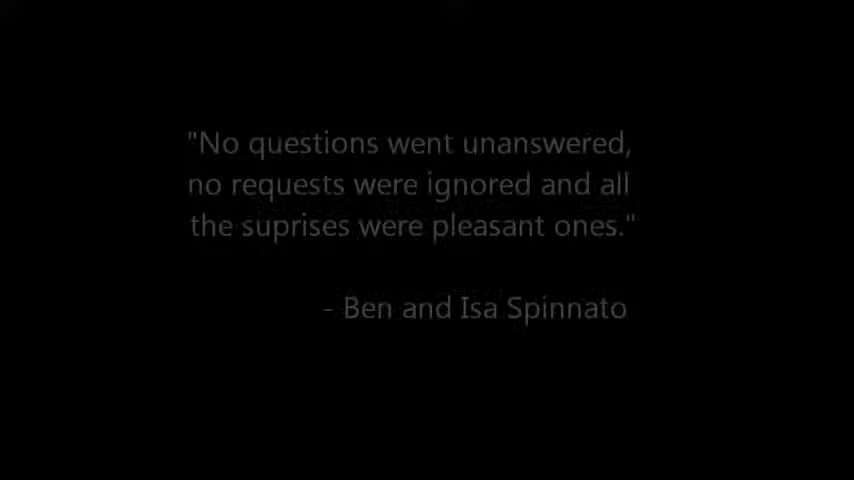 "No questions went unanswered,
no requests were ignored and all
the suprises were pleasant ones."
- Ben and Isa Spinnato